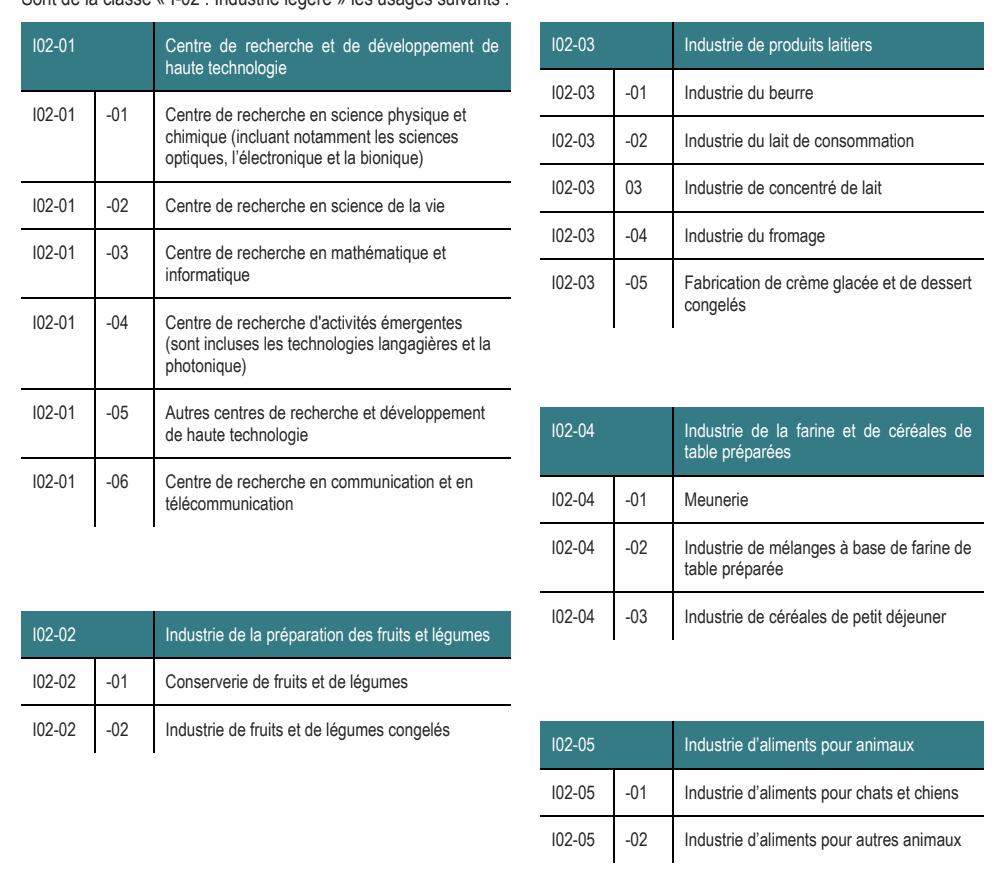 Sont de la classe « I-02 : Industrie légère » les usages suivants :
I02-01 Centre de recherche et de développement de
haute technologie
I02-01 -01 Centre de recherche en science physique et
chimique (incluant notamment les sciences
optiques, l'électronique et la bionique)
I02-01 -02 Centre de recherche en science de la vie
I02-01 -03 Centre de recherche en mathématique et
informatique
I02-01 -04 Centre de recherche d'activités émergentes
(sont incluses les technologies langagières et la
photonique)
I02-01 -05 Autres centres de recherche et développement
de haute technologie
I02-01 -06 Centre de recherche en communication et en
télécommunication
I02-02 Industrie de la préparation des fruits et légumes
I02-02 -01 Conserverie de fruits et de légumes
I02-02 -02 Industrie de fruits et de légumes congelés
I02-03 Industrie de produits laitiers
I02-03 -01 Industrie du beurre
I02-03 -02 Industrie du lait de consommation
I02-03 03 Industrie de concentré de lait
I02-03 -04 Industrie du fromage
I02-03 -05 Fabrication de crème glacée et de dessert
congelés
I02-04 Industrie de la farine et de céréales de
table préparées
I02-04 -01 Meunerie
I02-04 -02 Industrie de mélanges à base de farine de
table préparée
I02-04 -03 Industrie de céréales de petit déjeuner
I02-05 Industrie d'aliments pour animaux
I02-05 -01 Industrie d'aliments pour chats et chiens
I02-05 -02 Industrie d'aliments pour autres animaux